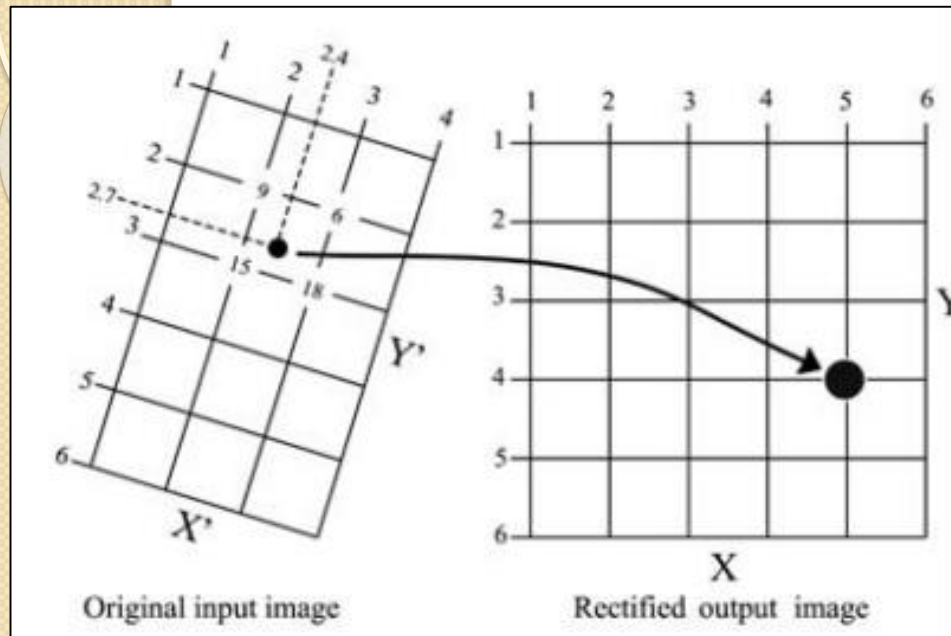 1 2 2.4 3 4
1
2
2.7
3
4
5
6
9 6
15 18
X’
Y’
Original input image
1 2 3 4 5 6
1
2
3
4
5
6
X
Y
Rectified output image